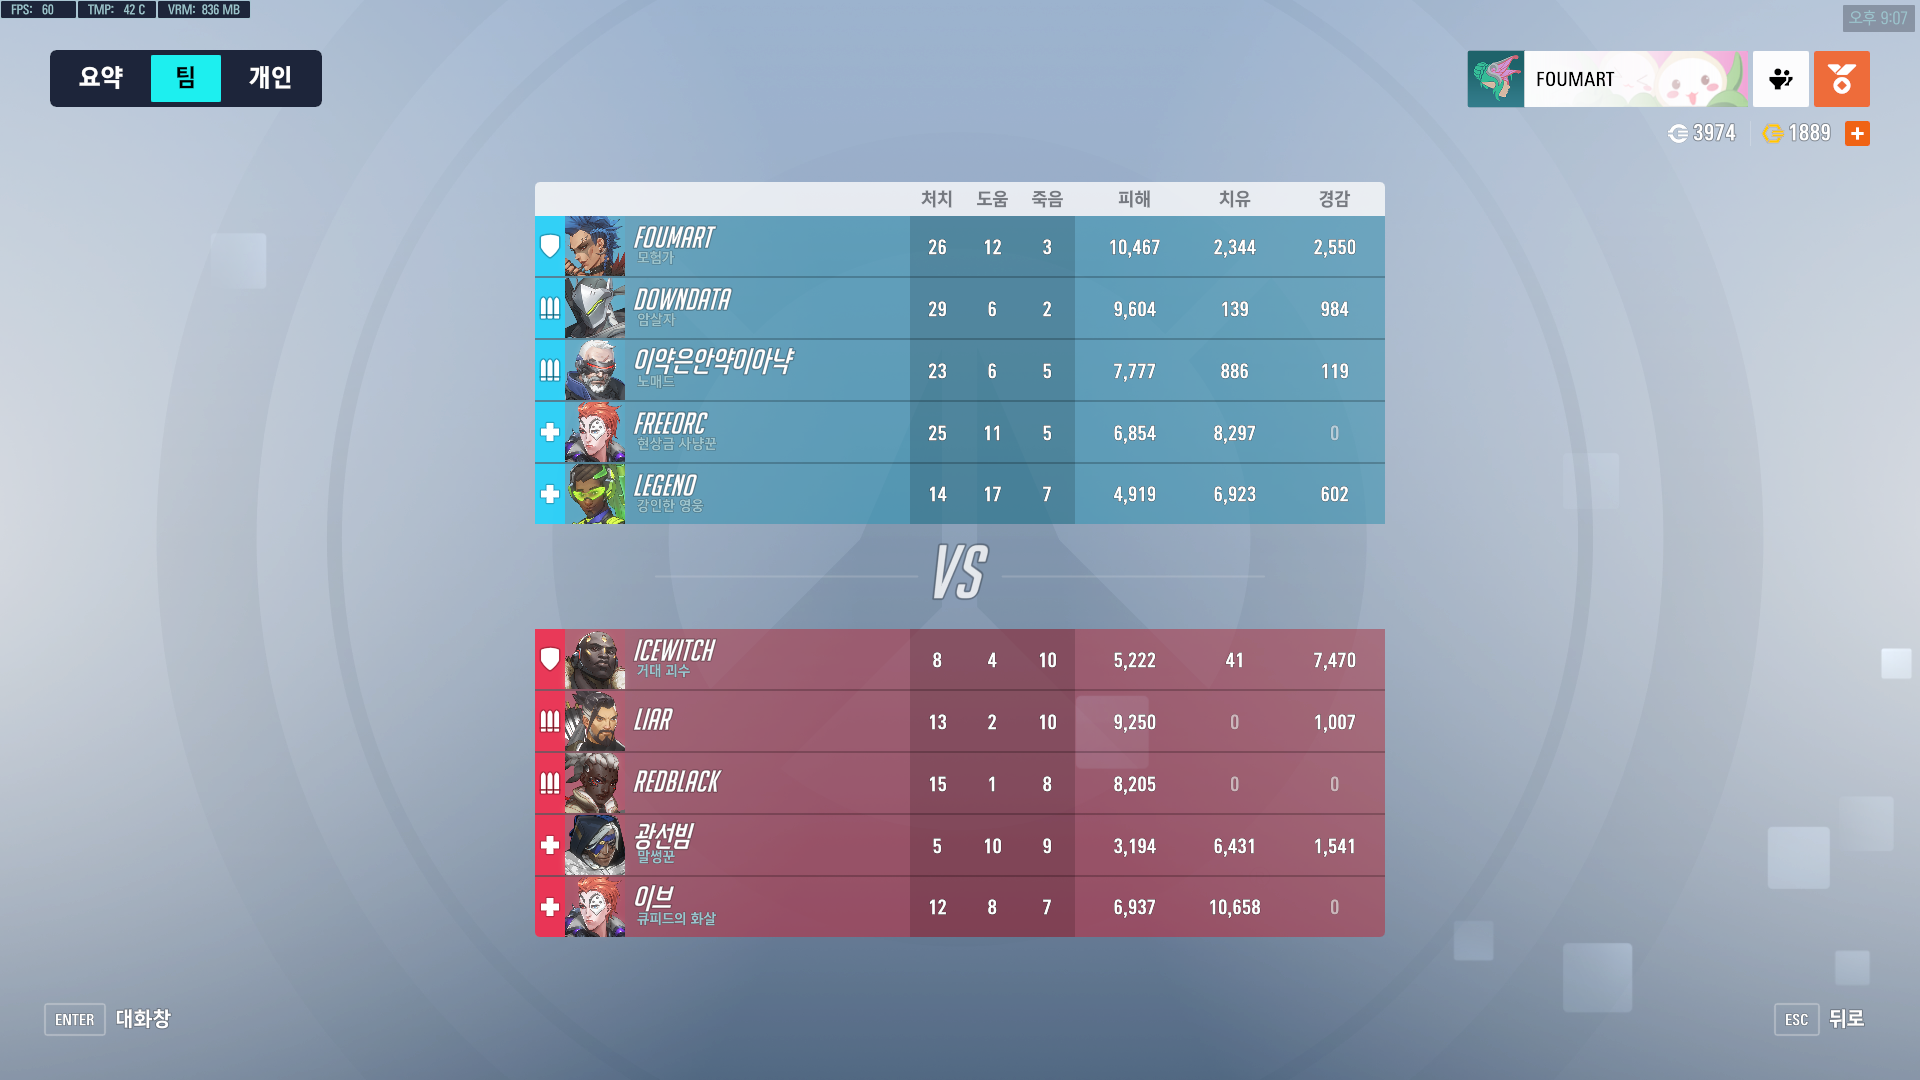 FPS: 60 TMP: 42 C VRM: 836 MB
오후 9:07
요약 팀 개인
FOUMART
3974 1889
처치 도움 죽음 피해 치유 경감
FOUMART 26 12 3 10,467 2,344 2,550
모험가
DOWNDATA 29 6 2 9,604 139 984
암살자
이약은안약이아냑 23 6 5 7,777 886 119
노매드
FREEORC 25 11 5 6,854 8,297 0
현상금 사냥꾼
LEGEND 14 17 7 4,919 6,923 602
강인한 영웅
VS
ICEWITCH 8 4 10 5,222 41 7,470
거대 괴수
LIAR 13 2 10 9,250 0 1,007
REDBLACK 15 1 8 8,205 0 0
광선빔 5 10 9 3,194 6,431 1,541
말썽꾼
이브 12 8 7 6,937 10,658 0
큐피드의 화살
ENTER 대화창
ESC 뒤로